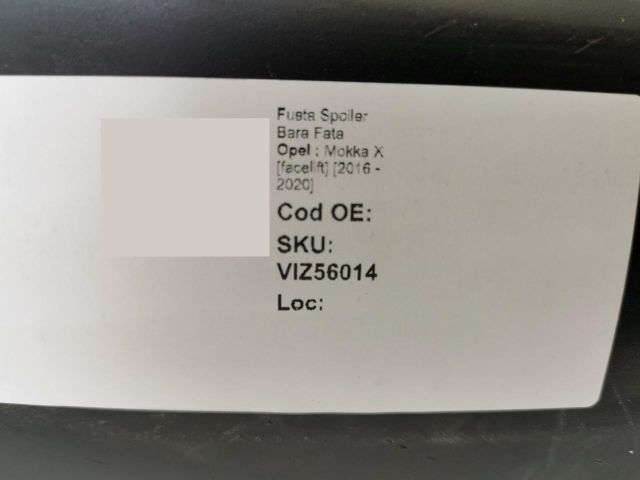 Fusta Spoiler
Bara Fata
Opel : Mokka X
[facelift] [2016 -
2020]
Cod OE:
SKU:
VIZ56014
Loc: